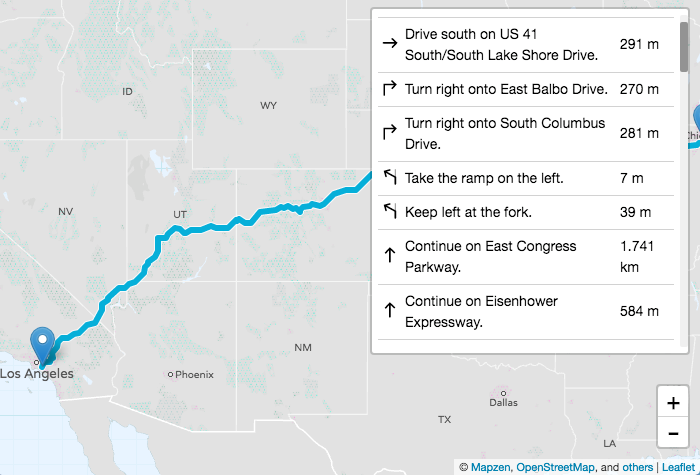 Drive south on US 41
South/South Lake Shore Drive.
291 m
Turn right onto East Balbo Drive.
270 m
Turn right onto South Columbus
Drive.
281 m
Take the ramp on the left.
7 m
Keep left at the fork.
39 m
Continue on East Congress
Parkway.
1.741
km
Continue on Eisenhower
Expressway.
584 m
ID
WY
NV
UT
Los Angeles
Phoenix
NM
TX
Dallas
LA
+
-
© Mapzen, OpenStreetMap, and others | Leaflet